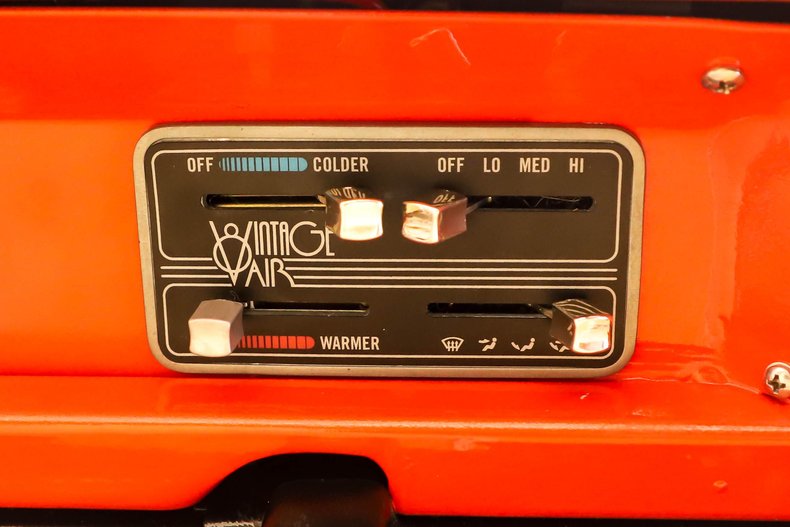 OFF COLDER OFF LO MED HI
VINTAGE
AIR
WARMER